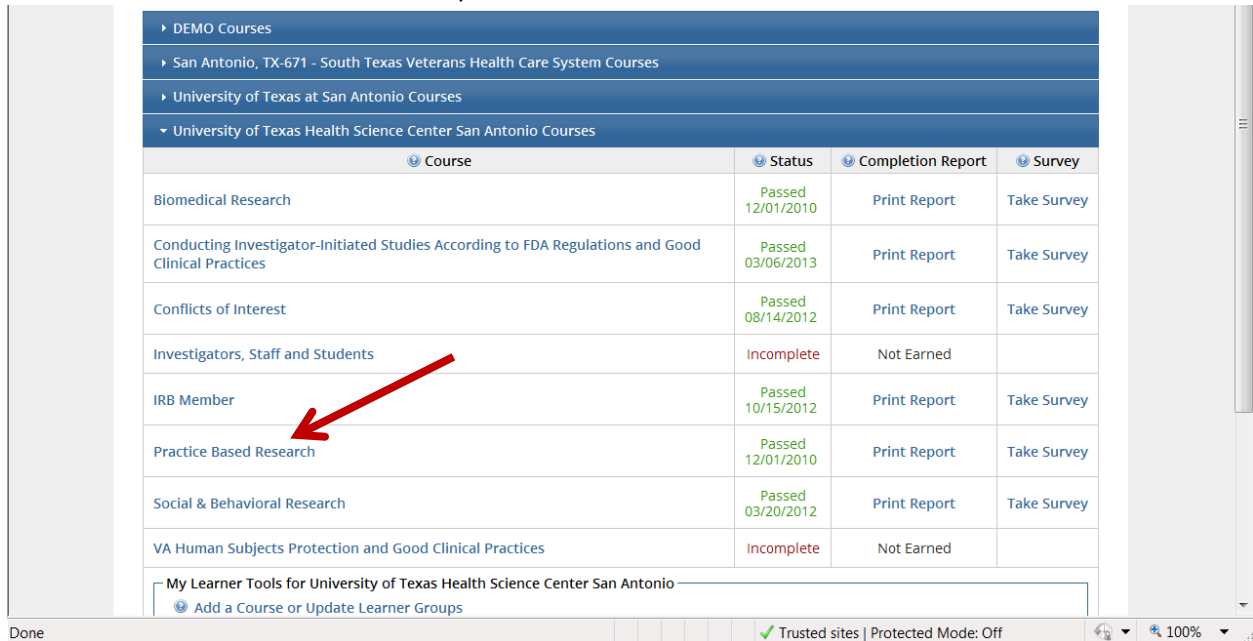 DEMO Courses
San Antonio, TX-671 - South Texas Veterans Health Care System Courses
University of Texas at San Antonio Courses
University of Texas Health Science Center San Antonio Courses
Course Status Completion Report Survey
Biomedical Research Passed 12/01/2010 Print Report Take Survey
Conducting Investigator-Initiated Studies According to FDA Regulations and Good
Clinical Practices Passed 03/06/2013 Print Report Take Survey
Conflicts of Interest Passed 08/14/2012 Print Report Take Survey
Investigators, Staff and Students Incomplete Not Earned
IRB Member Passed 10/15/2012 Print Report Take Survey
Practice Based Research Passed 12/01/2010 Print Report Take Survey
Social & Behavioral Research Passed 03/20/2012 Print Report Take Survey
VA Human Subjects Protection and Good Clinical Practices Incomplete Not Earned
My Learner Tools for University of Texas Health Science Center San Antonio
Add a Course or Update Learner Groups
Done Trusted sites | Protected Mode: Off 100%